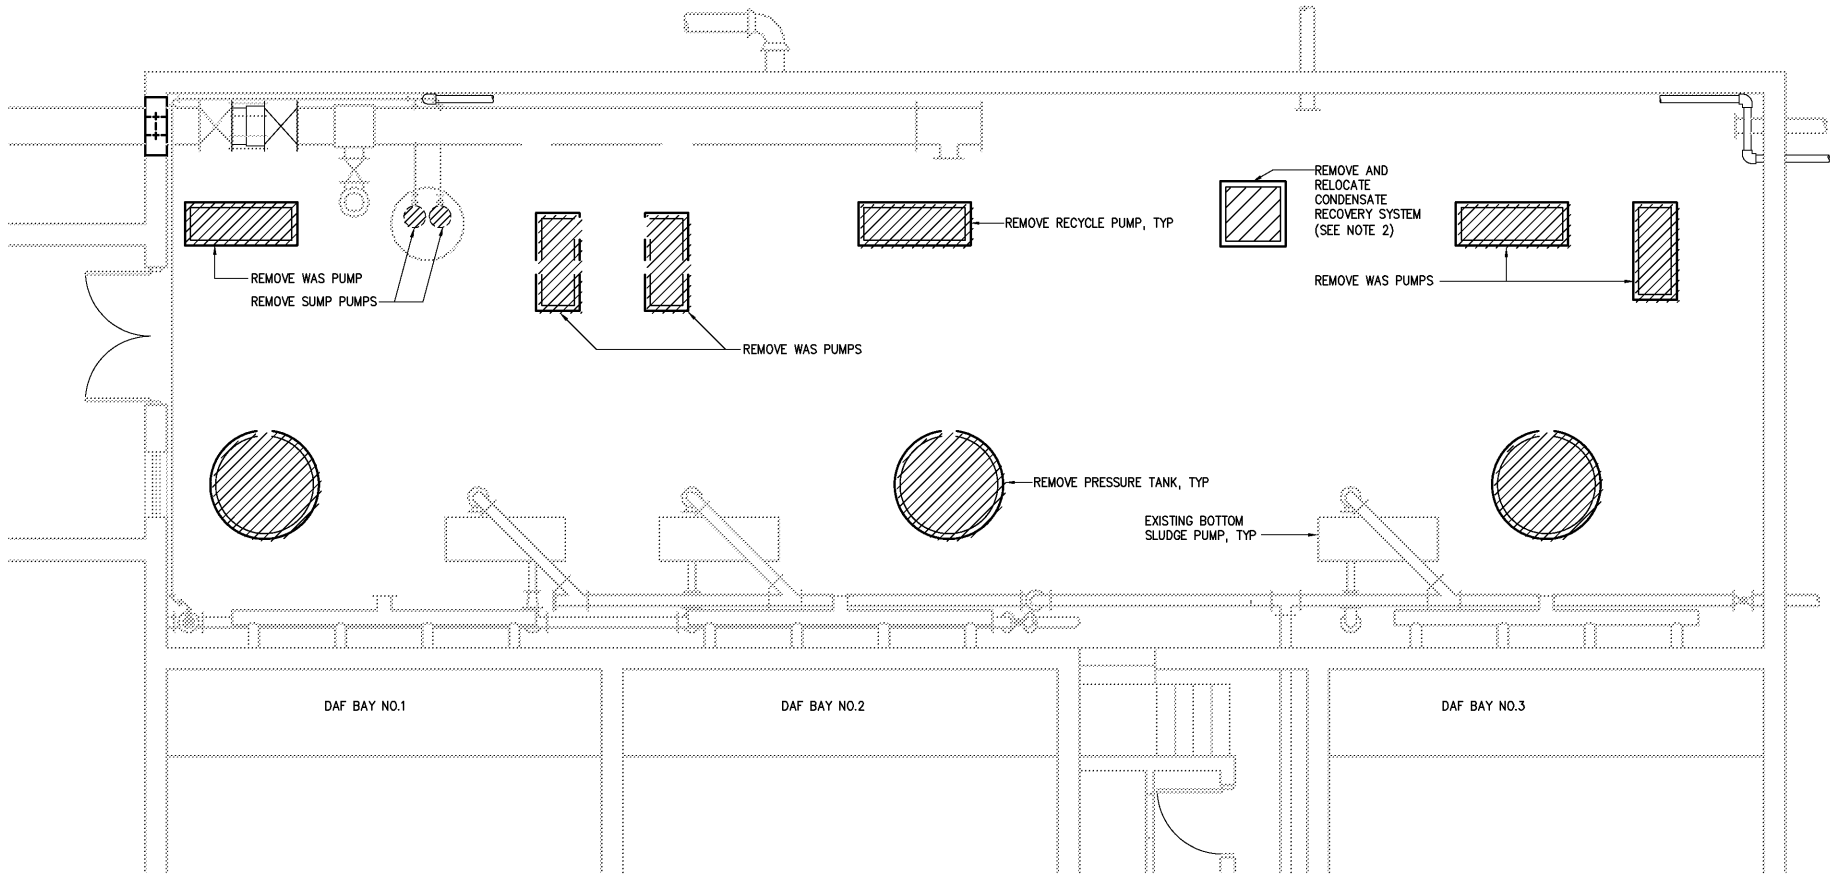 REMOVE AND
RELOCATE
CONDENSATE
RECOVERY SYSTEM
(SEE NOTE 2)
REMOVE RECYCLE PUMP, TYP
REMOVE WAS PUMP
REMOVE SUMP PUMPS
REMOVE WAS PUMPS
REMOVE WAS PUMPS
REMOVE PRESSURE TANK, TYP
EXISTING BOTTOM
SLUDGE PUMP, TYP
DAF BAY NO.1
DAF BAY NO.2
DAF BAY NO.3